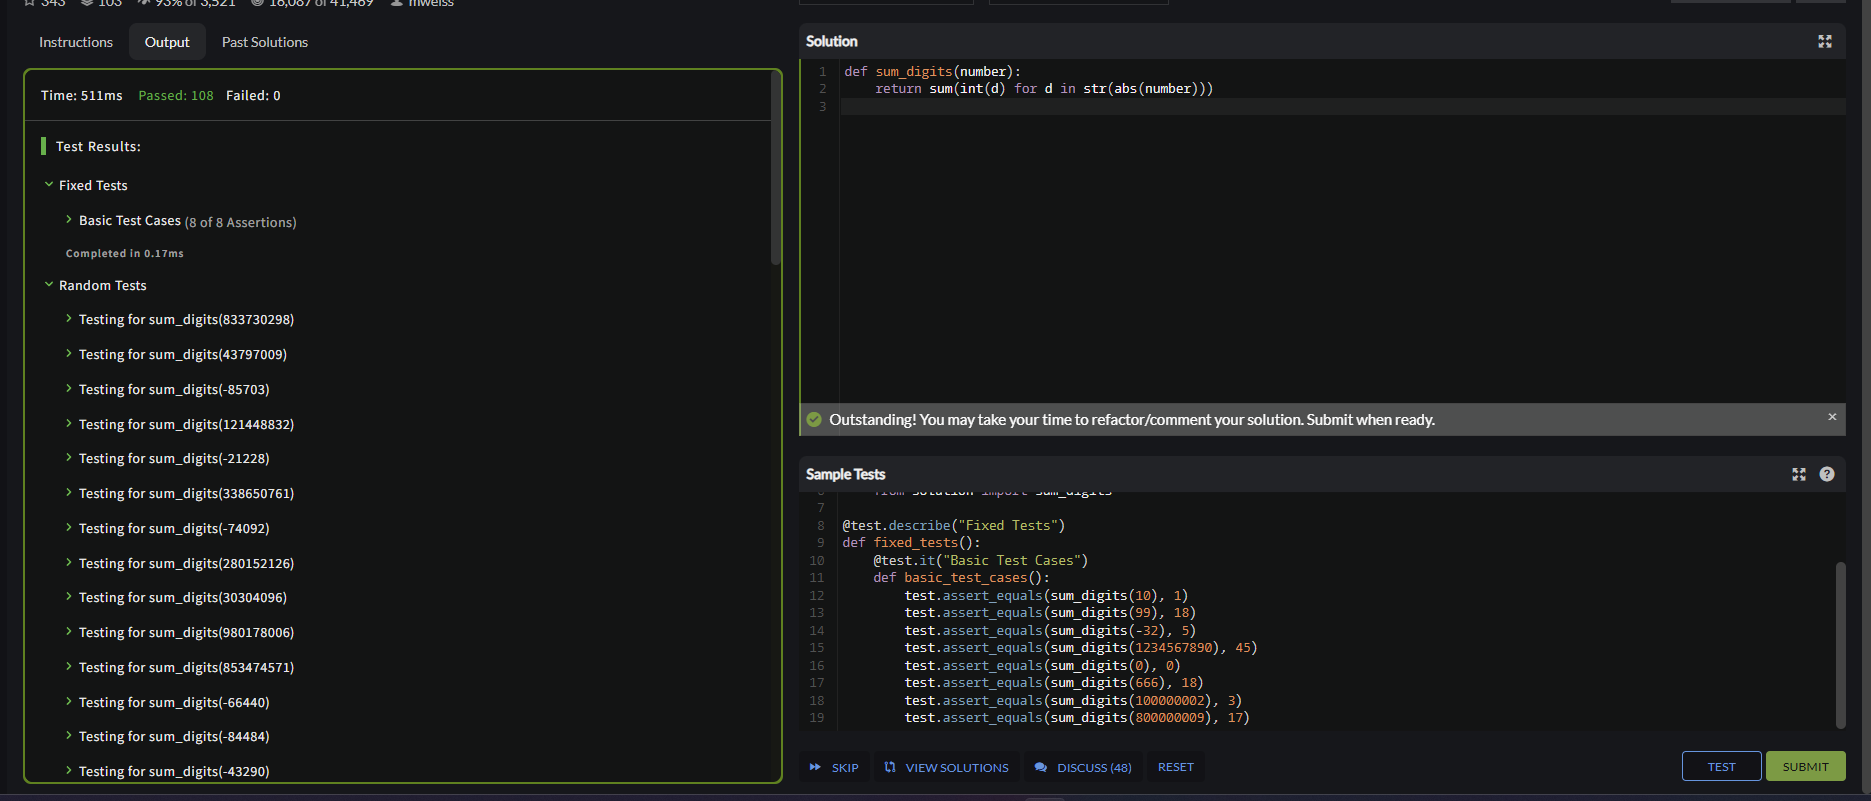 343 103 93% of 3,521 16,087 of 41,469 mweiss
Instructions Output Past Solutions
Time: 511ms Passed: 108 Failed: 0
Test Results:
Fixed Tests
Basic Test Cases (8 of 8 Assertions)
Completed in 0.17ms
Random Tests
Testing for sum_digits(833730298)
Testing for sum_digits(43797009)
Testing for sum_digits(-85703)
Testing for sum_digits(121448832)
Testing for sum_digits(-21228)
Testing for sum_digits(338650761)
Testing for sum_digits(-74092)
Testing for sum_digits(280152126)
Testing for sum_digits(30304096)
Testing for sum_digits(980178006)
Testing for sum_digits(853474571)
Testing for sum_digits(-66440)
Testing for sum_digits(-84484)
Testing for sum_digits(-43290)
Solution
1 def sum_digits(number):
2     return sum(int(d) for d in str(abs(number)))
3
Outstanding! You may take your time to refactor/comment your solution. Submit when ready.
Sample Tests
6     from solution import sum_digits
7
8 @test.describe("Fixed Tests")
9 def fixed_tests():
10     @test.it("Basic Test Cases")
11     def basic_test_cases():
12         test.assert_equals(sum_digits(10), 1)
13         test.assert_equals(sum_digits(99), 18)
14         test.assert_equals(sum_digits(-32), 5)
15         test.assert_equals(sum_digits(1234567890), 45)
16         test.assert_equals(sum_digits(0), 0)
17         test.assert_equals(sum_digits(666), 18)
18         test.assert_equals(sum_digits(100000002), 3)
19         test.assert_equals(sum_digits(800000009), 17)
SKIP VIEW SOLUTIONS DISCUSS (48) RESET TEST SUBMIT